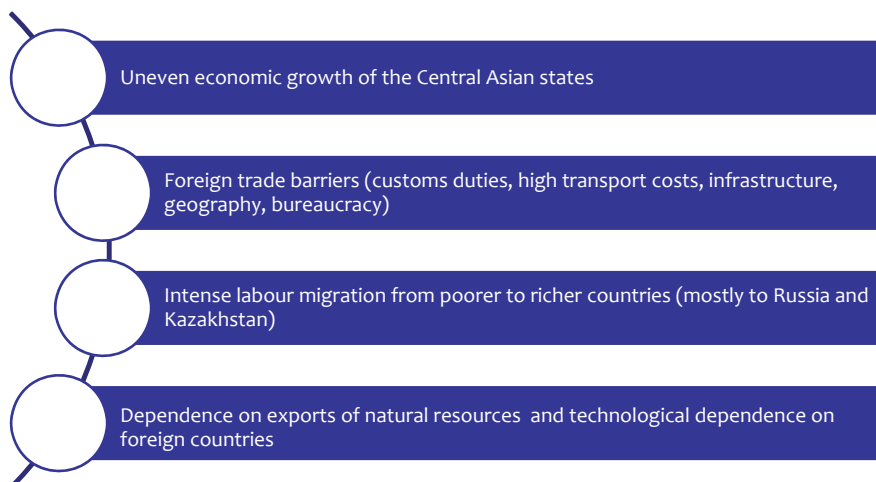 Uneven economic growth of the Central Asian states
Foreign trade barriers (customs duties, high transport costs, infrastructure,
geography, bureaucracy)
Intense labour migration from poorer to richer countries (mostly to Russia and
Kazakhstan)
Dependence on exports of natural resources  and technological dependence on
foreign countries